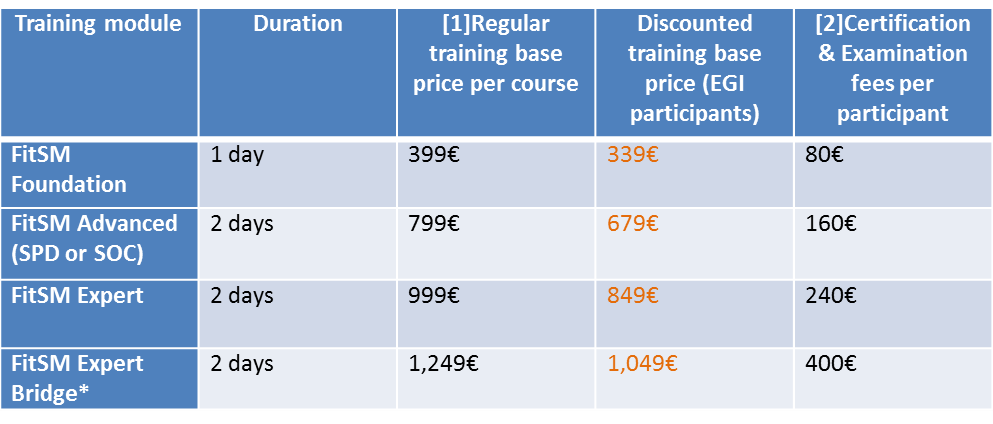 Training module
Duration
[1]Regular
training base
price per course
Discounted
training base
price (EGI
participants)
[2]Certification
& Examination
fees per
participant
FitSM
Foundation
1 day
399€
339€
80€
FitSM Advanced
(SPD or SOC)
2 days
799€
679€
160€
FitSM Expert
2 days
999€
849€
240€
FitSM Expert
Bridge*
2 days
1,249€
1,049€
400€